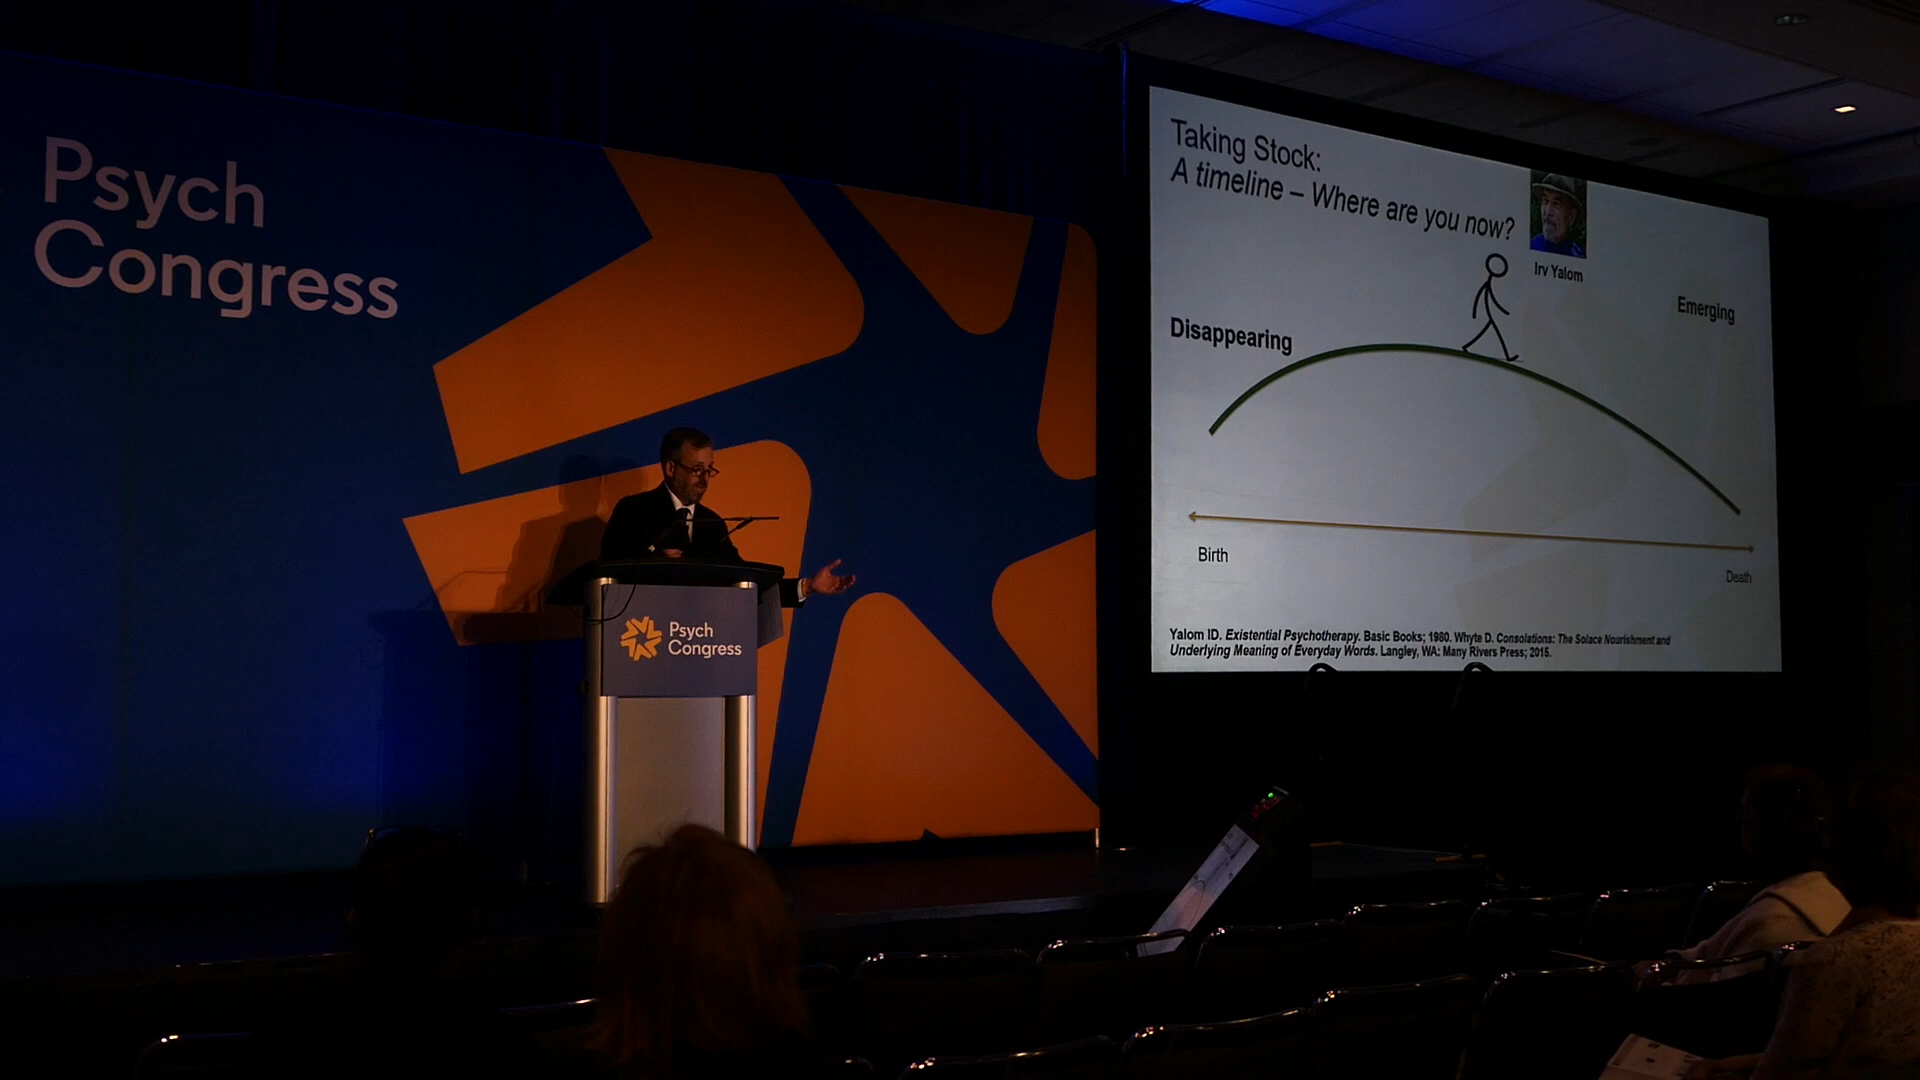 Psych
Congress
Taking Stock:
A timeline – Where are you now?
Irv Yalom
Emerging
Disappearing
Birth
Death
Yalom ID. Existential Psychotherapy. Basic Books; 1980. Whyte D. Consolations: The Solace Nourishment and
Underlying Meaning of Everyday Words. Langley, WA: Many Rivers Press; 2015.
Psych
Congress